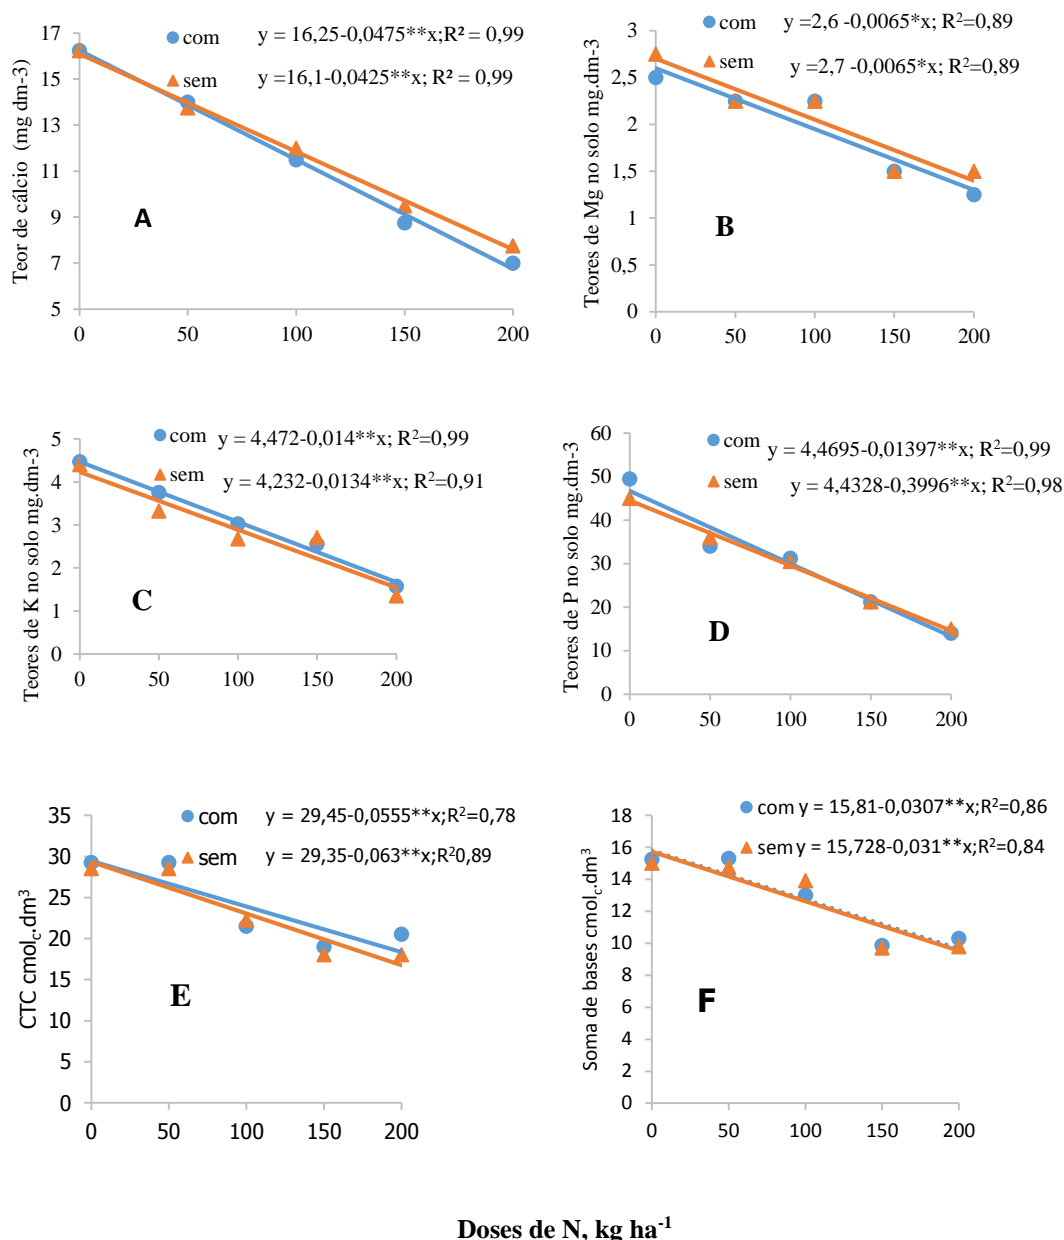 com y = 16,25-0,0475**x;R² = 0,99
sem y =16,1-0,0425**x; R² = 0,99
Teor de cálcio (mg dm-3)
17
15
13
11
9
7
5
A
0 50 100 150 200
com y =2,6 -0,0065*x; R²=0,89
sem y =2,7 -0,0065*x; R²=0,89
Teores de Mg no solo mg.dm-3
3
2,5
2
1,5
1
0,5
0
B
0 50 100 150 200
com y = 4,472-0,014**x; R²=0,99
sem y = 4,232-0,0134**x; R²=0,91
Teores de K no solo mg.dm-3
5
4
3
2
1
0
C
0 50 100 150 200
com y = 4,4695-0,01397**x; R²=0,99
sem y = 4,4328-0,3996**x; R²=0,98
Teores de P no solo mg.dm-3
60
50
40
30
20
10
0
D
0 50 100 150 200
com y = 29,45-0,0555**x;R²=0,78
sem y = 29,35-0,063**x;R²0,89
CTC cmolc.dm³
35
30
25
20
15
10
5
0
E
0 50 100 150 200
com y = 15,81-0,0307**x;R²=0,86
sem y = 15,728-0,031**x;R²=0,84
Soma de bases cmolc.dm³
18
16
14
12
10
8
6
4
2
0
F
0 50 100 150 200
Doses de N, kg ha⁻¹